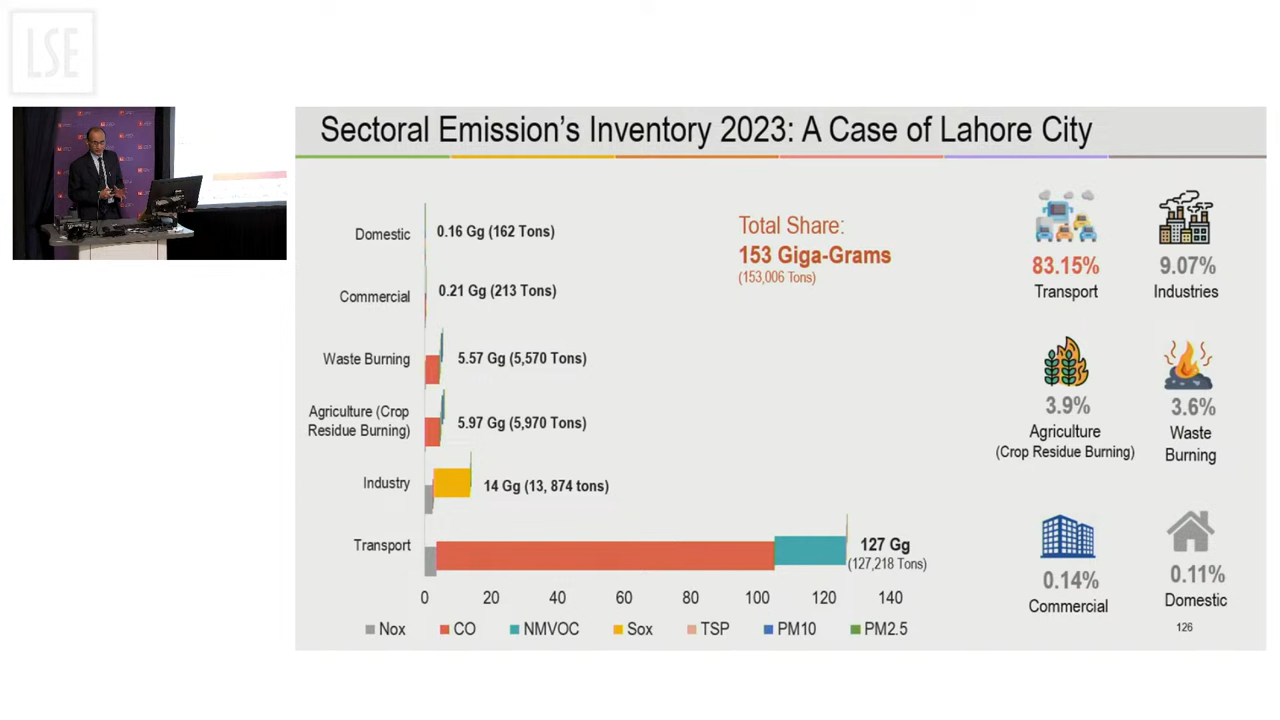 LSE
Sectoral Emission's Inventory 2023: A Case of Lahore City
Domestic
0.16 Gg (162 Tons)
Commercial
0.21 Gg (213 Tons)
Waste Burning
5.57 Gg (5,570 Tons)
Agriculture (Crop
Residue Burning)
5.97 Gg (5,970 Tons)
Industry
14 Gg (13, 874 tons)
Transport
127 Gg
(127,218 Tons)
0 20 40 60 80 100 120 140
Nox CO NMVOC Sox TSP PM10 PM2.5
Total Share:
153 Giga-Grams
(153,006 Tons)
83.15%
Transport
9.07%
Industries
3.9%
Agriculture
(Crop Residue Burning)
3.6%
Waste
Burning
0.14%
Commercial
0.11%
Domestic
126